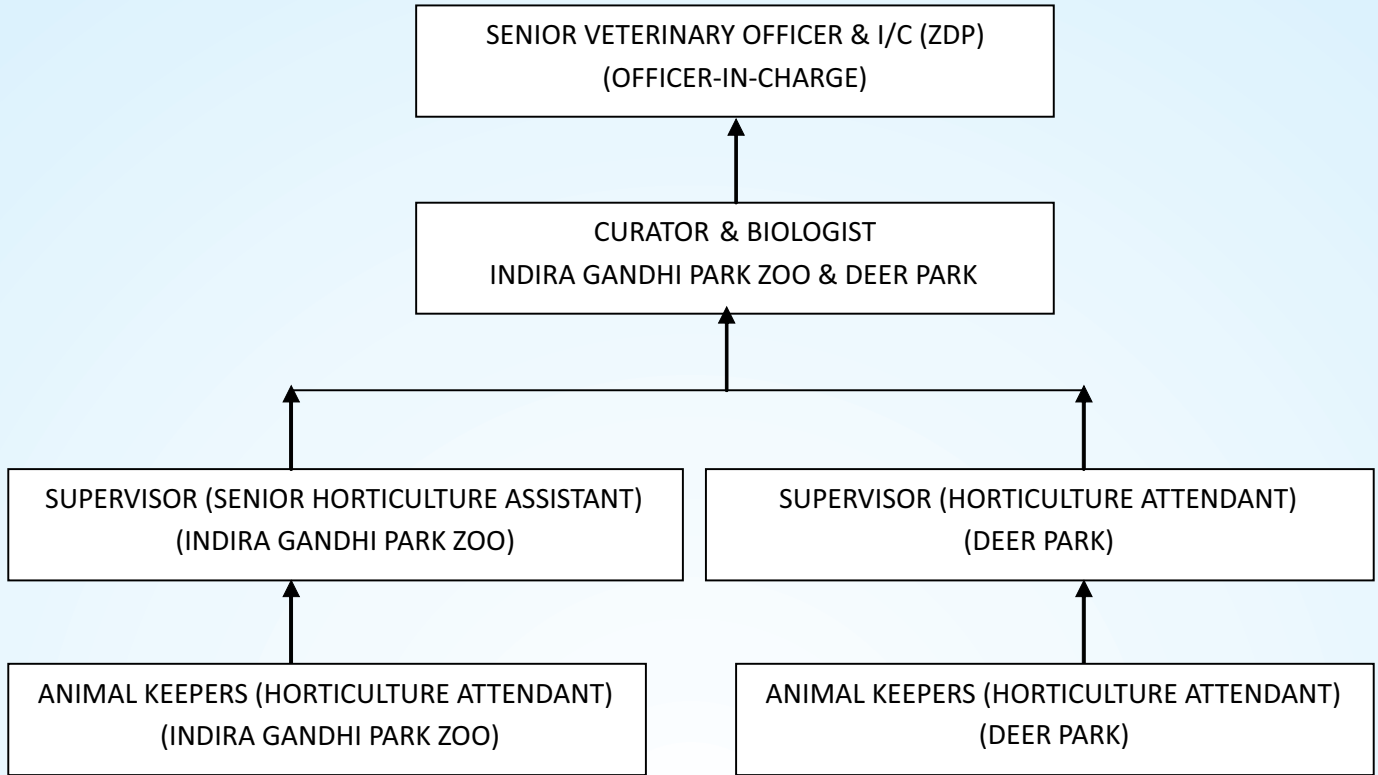 SENIOR VETERINARY OFFICER & I/C (ZDP)
(OFFICER-IN-CHARGE)
CURATOR & BIOLOGIST
INDIRA GANDHI PARK ZOO & DEER PARK
SUPERVISOR (SENIOR HORTICULTURE ASSISTANT)
(INDIRA GANDHI PARK ZOO)
SUPERVISOR (HORTICULTURE ATTENDANT)
(DEER PARK)
ANIMAL KEEPERS (HORTICULTURE ATTENDANT)
(INDIRA GANDHI PARK ZOO)
ANIMAL KEEPERS (HORTICULTURE ATTENDANT)
(DEER PARK)